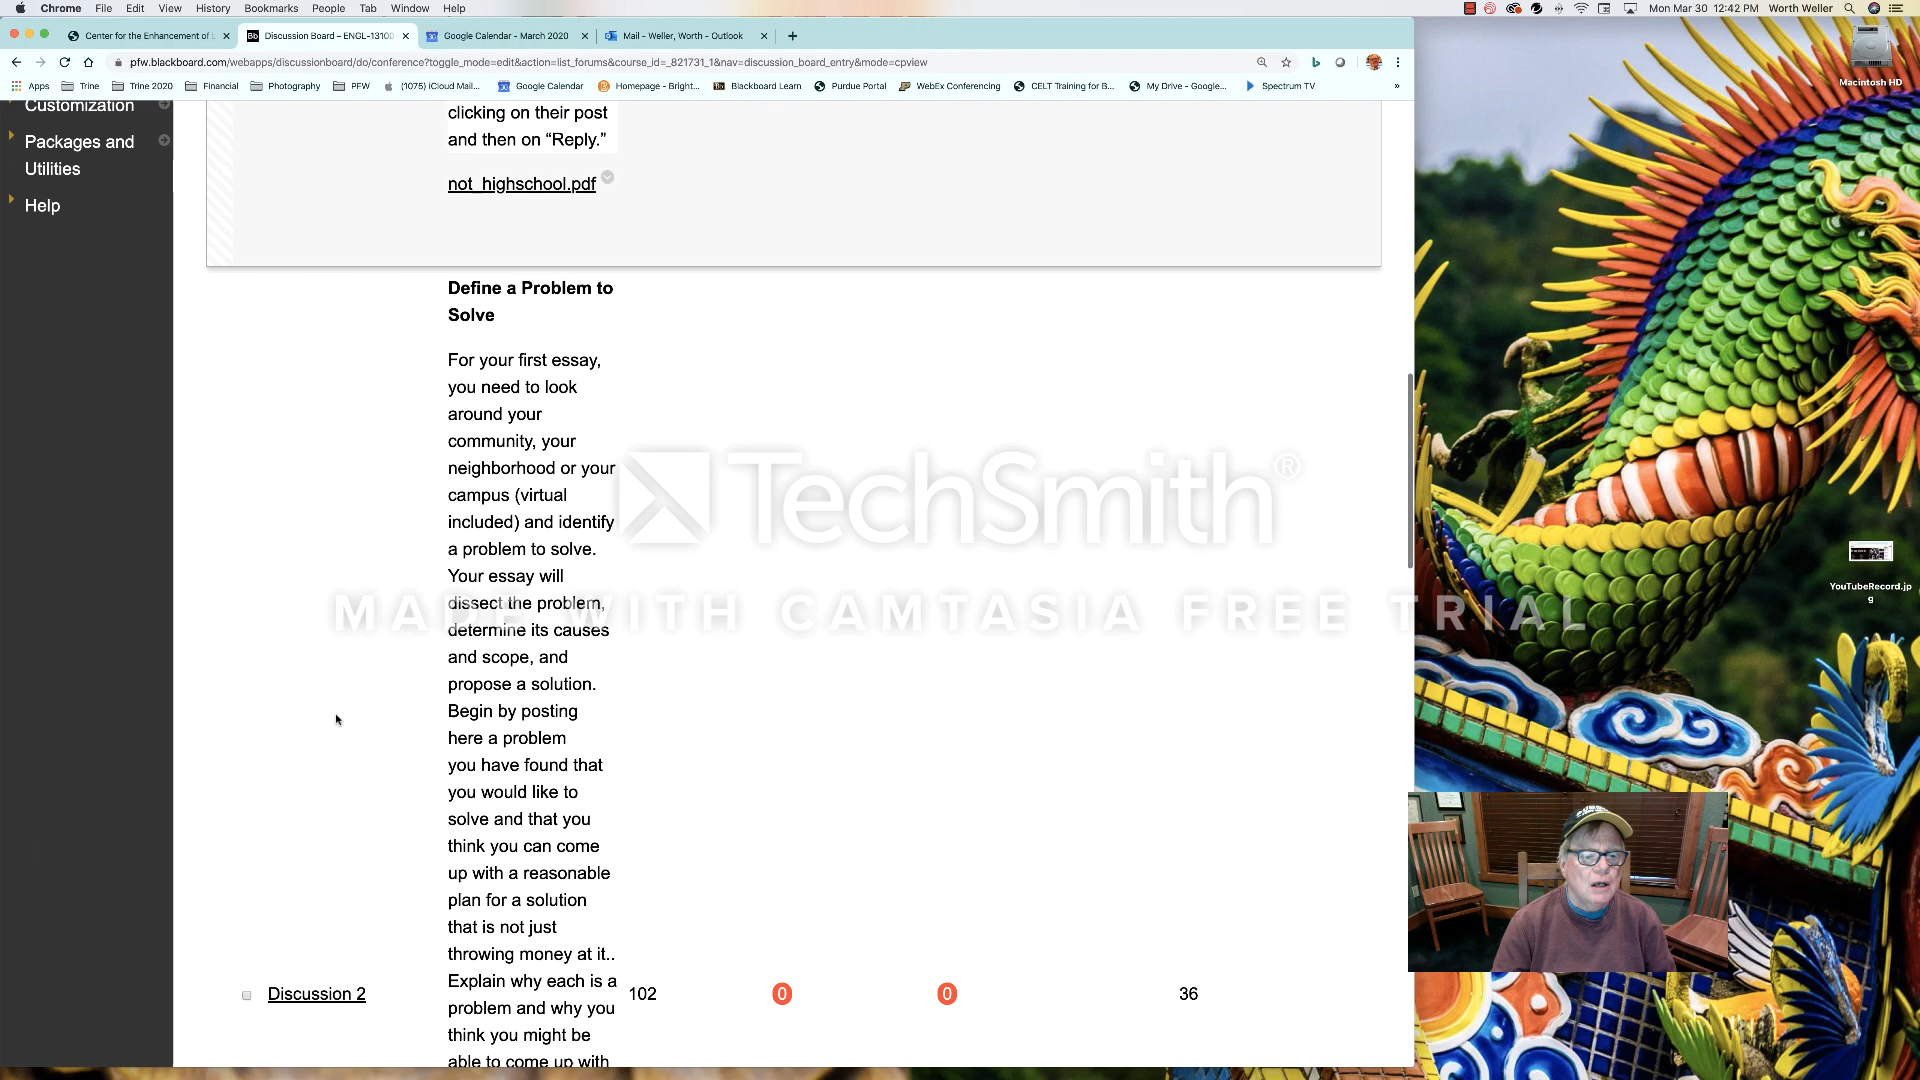 Chrome File Edit View History Bookmarks People Tab Window Help
Mon Mar 30 12:42 PM Worth Weller
Center for the Enhancement of L
Discussion Board – ENGL-13100
Google Calendar - March 2020
Mail - Weller, Worth - Outlook
pfw.blackboard.com/webapps/discussionboard/do/conference?toggle_mode=edit&action=list_forums&course_id=_821731_1&nav=discussion_board_entry&mode=cpview
Apps Trine Trine 2020 Financial Photography PFW (1075) iCloud Mail... Google Calendar Homepage - Bright... Blackboard Learn Purdue Portal WebEx Conferencing CELT Training for B... My Drive - Google... Spectrum TV »
Macintosh HD
Customization
Packages and
Utilities
Help
clicking on their post
and then on “Reply.”
not_highschool.pdf
Define a Problem to
Solve
For your first essay,
you need to look
around your
community, your
neighborhood or your
campus (virtual
included) and identify
a problem to solve.
Your essay will
dissect the problem,
determine its causes
and scope, and
propose a solution.
Begin by posting
here a problem
you have found that
you would like to
solve and that you
think you can come
up with a reasonable
plan for a solution
that is not just
throwing money at it..
Explain why each is a
problem and why you
think you might be
able to come up with
Discussion 2 102 0 0 36
TechSmith®
MADE WITH CAMTASIA FREE TRIAL
YouTubeRecord.jp
g